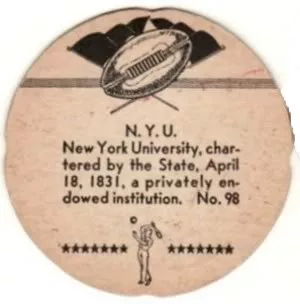 N. Y. U.
New York University, char-
tered by the State, April
18, 1831, a privately en-
dowed institution. No. 98